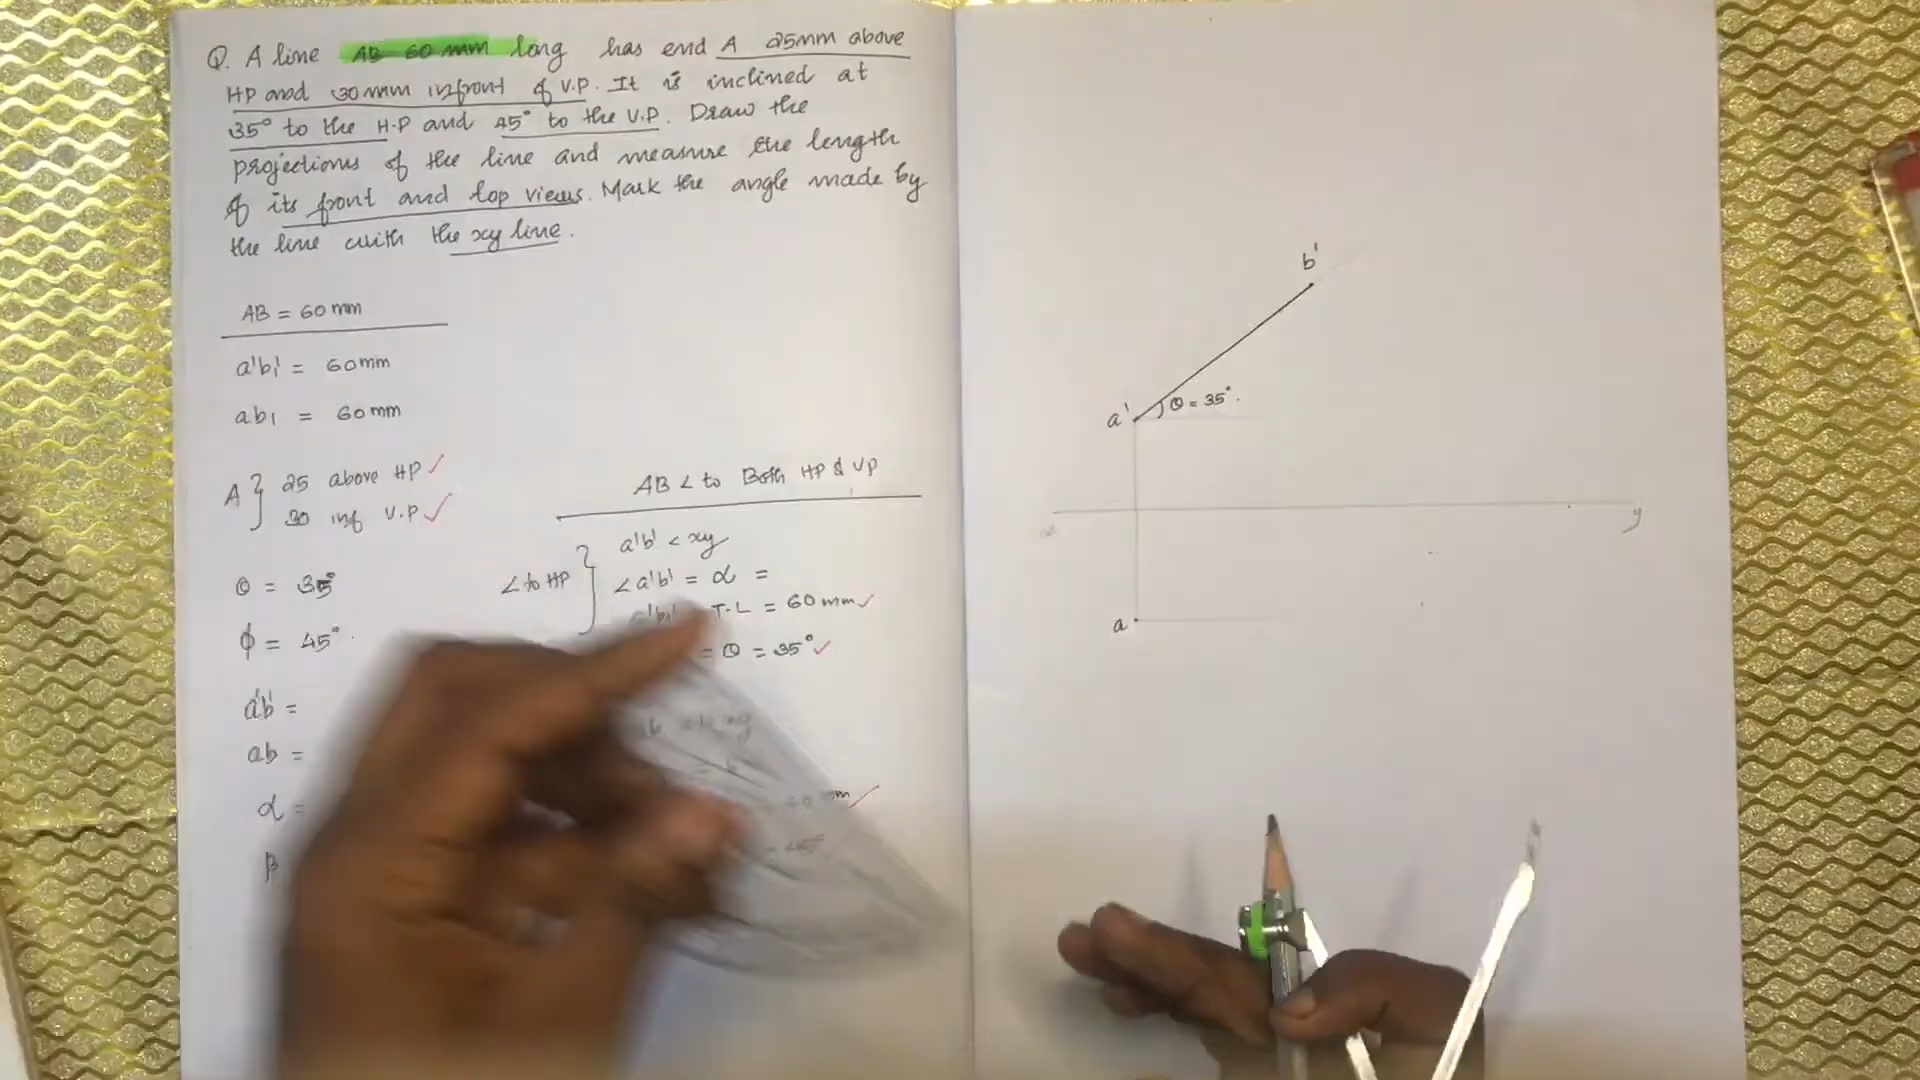 Q. A line AB 60 mm long has end A 25mm above
HP and 30 mm infront of V.P. It is inclined at
35° to the H.P and 45° to the V.P. Draw the
projections of the line and measure the length
of its front and top views. Mark the angle made by
the line with the xy line.
AB = 60 mm
a'b1' = 60mm
ab1 = 60mm
A } 25 above HP ✓
30 inf V.P ✓
θ = 35°
ϕ = 45°
a'b' =
ab =
α =
β
AB ∠ to Both HP & VP
∠ to HP }
a'b' < xy
∠ a'b' = α =
T.L = 60 mm ✓
= θ = 35° ✓
mm ✓
b'
a' θ = 35°.
x y
a